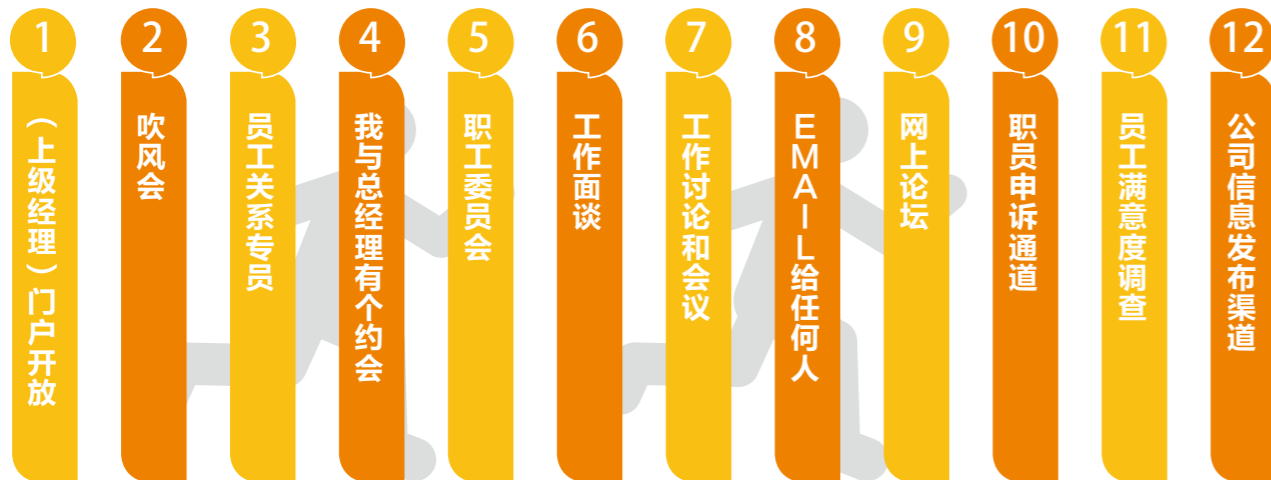 1
（上级经理）门户开放
2
吹风会
3
员工关系专员
4
我与总经理有个约会
5
职工委员会
6
工作面谈
7
工作讨论和会议
8
EMAIL给任何人
9
网上论坛
10
职员申诉通道
11
员工满意度调查
12
公司信息发布渠道